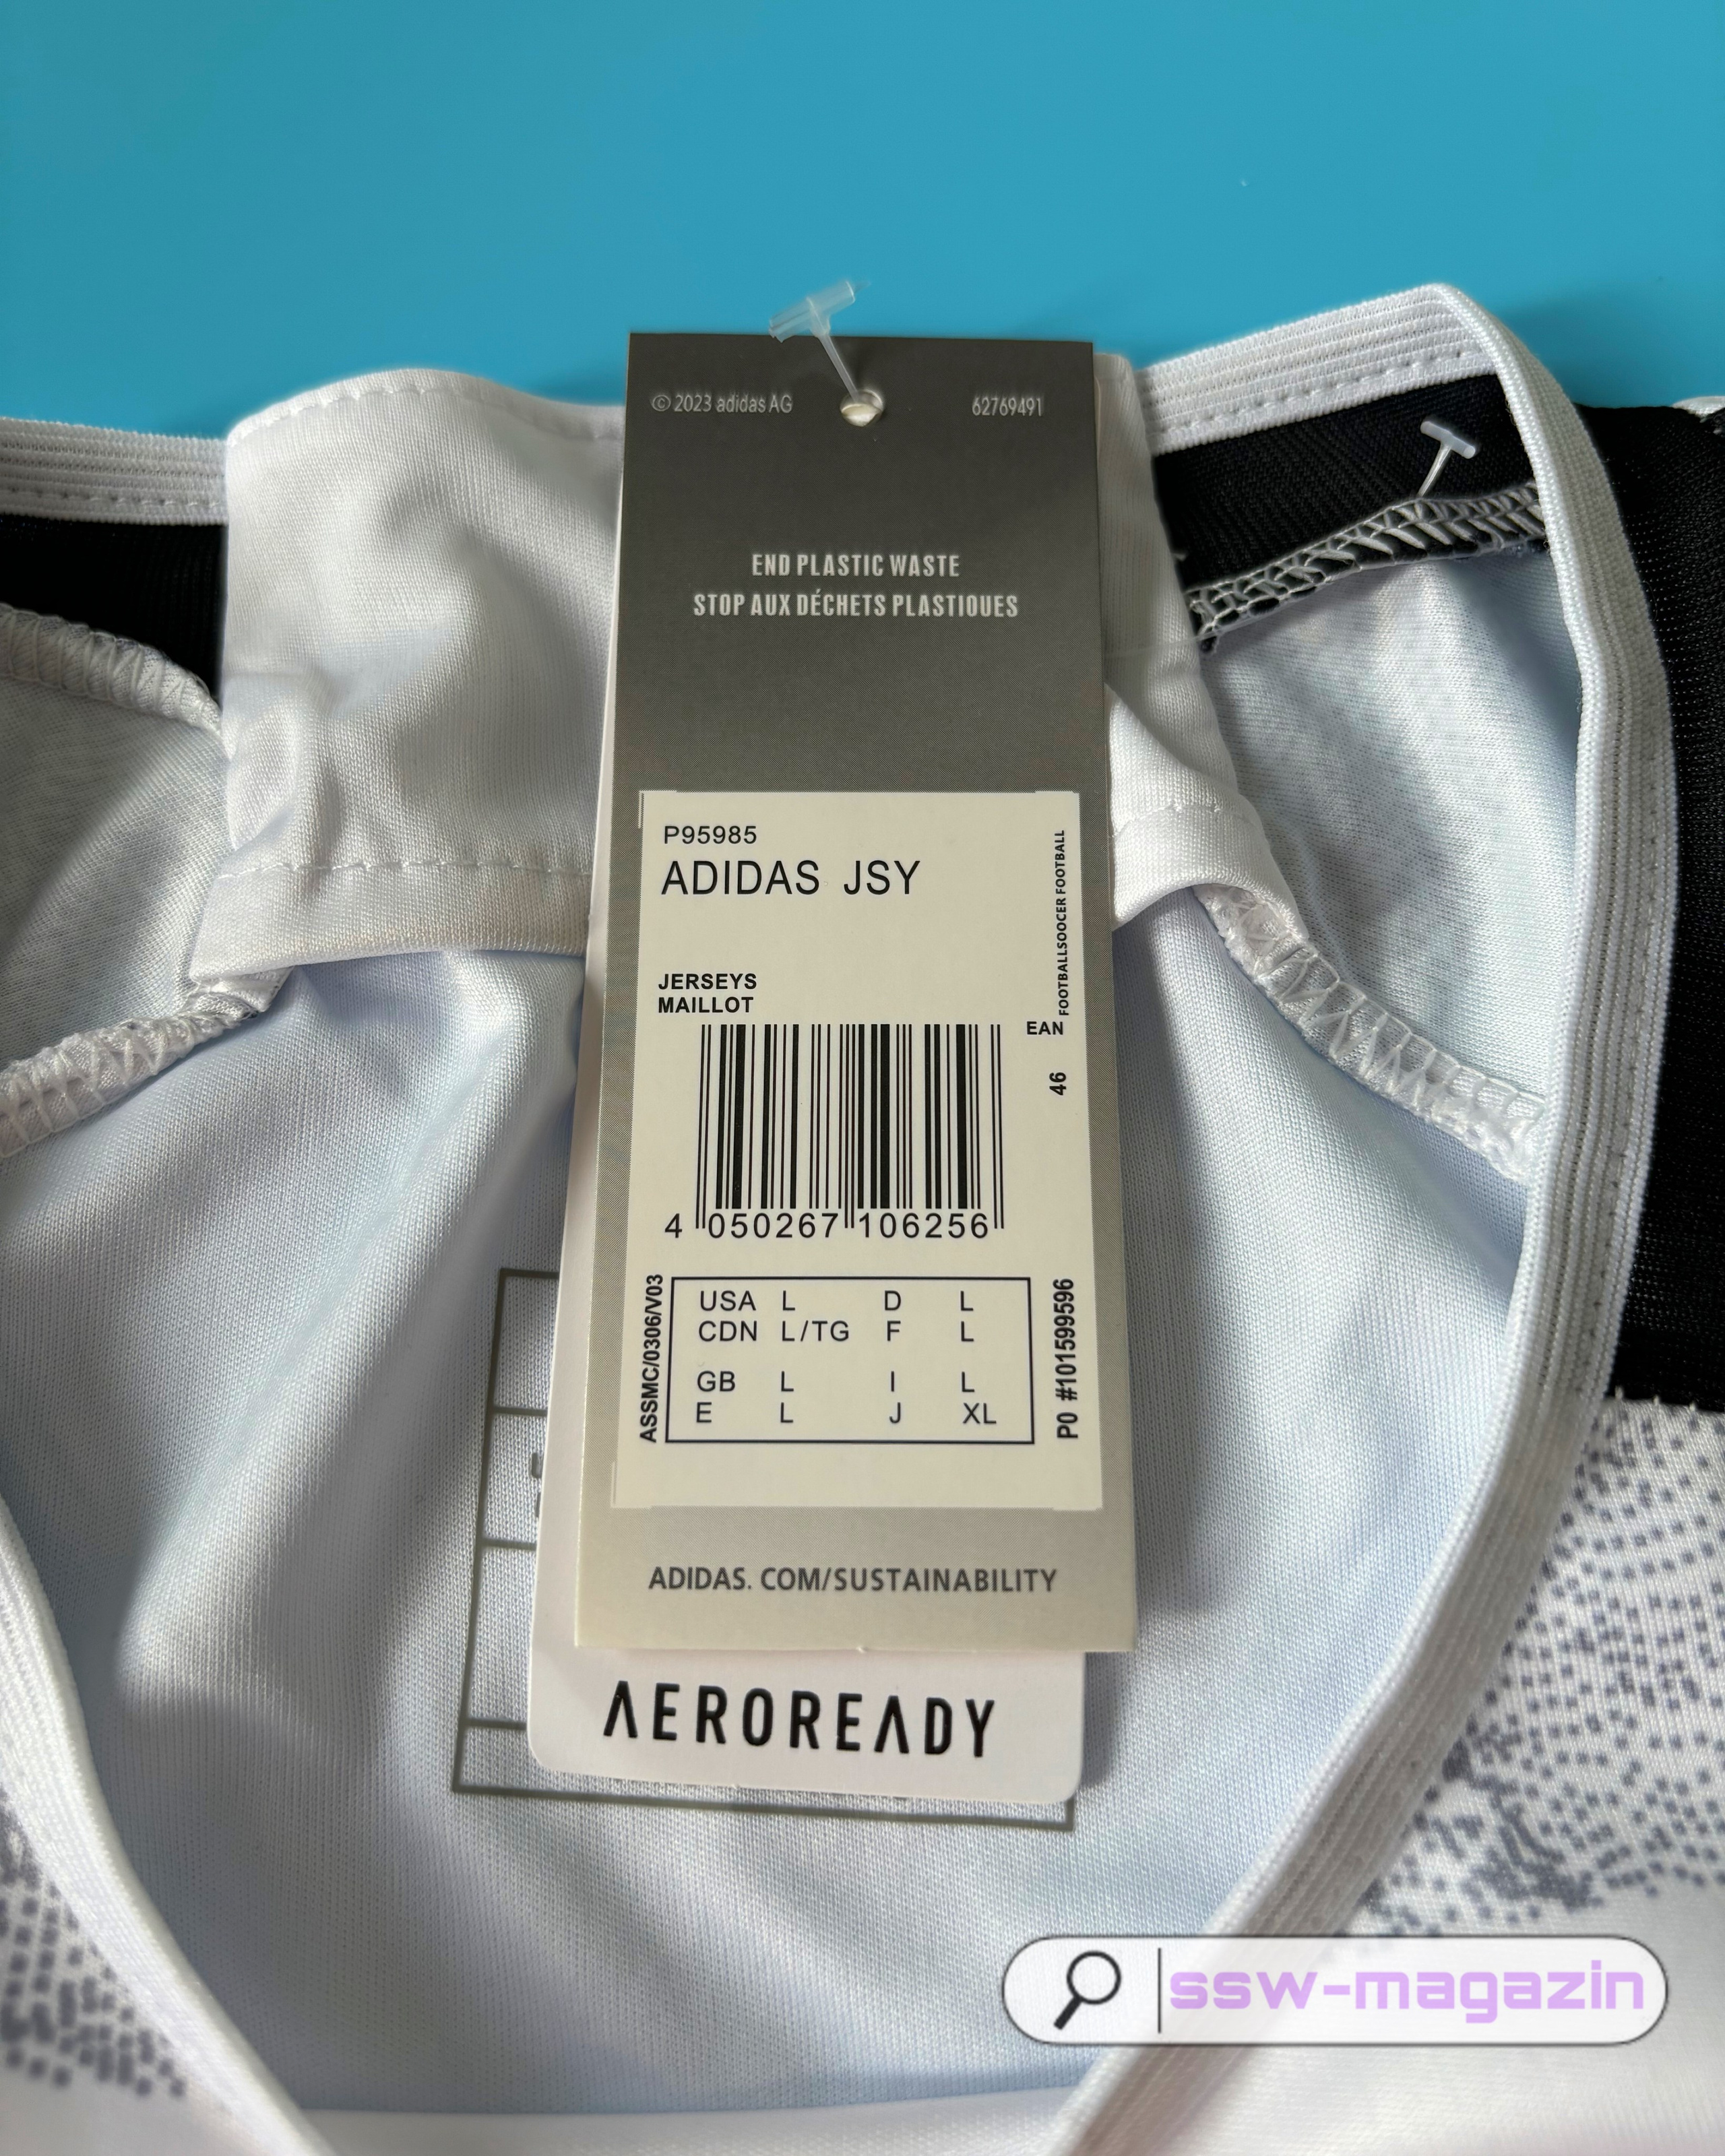 © 2023 adidas AG
62769491
END PLASTIC WASTE
STOP AUX DÉCHETS PLASTIQUES
P95985
ADIDAS JSY
FOOTBALLSOOCER FOOTBALL
JERSEYS
MAILLOT
EAN
46
4 050267 106256
ASSMC/0306/V03
USA L D L
CDN L/TG F L
GB L I L
E L J XL
PO #101599596
ADIDAS. COM/SUSTAINABILITY
AEROREADY
ssw-magazin